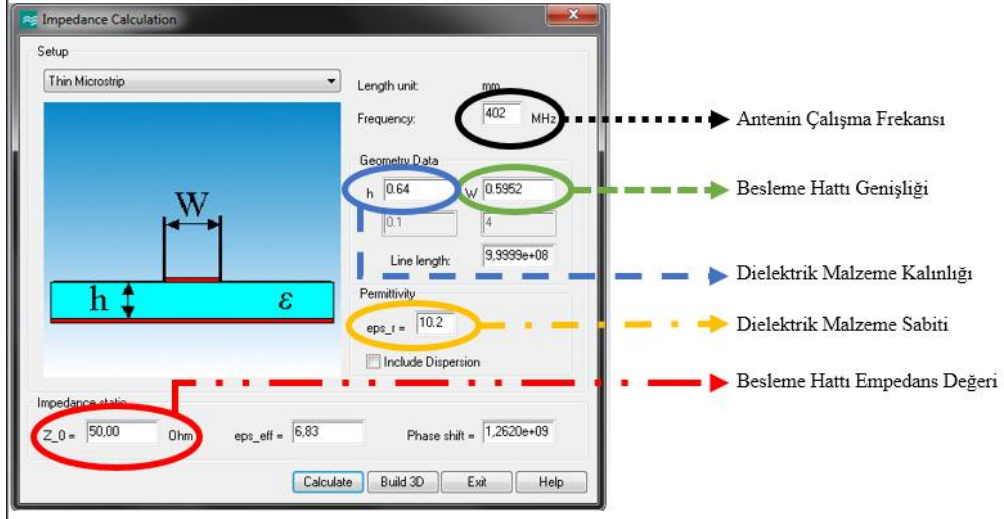 Impedance Calculation
Setup
Thin Microstrip
Length unit: mm
Frequency: 402 MHz
Geometry Data
h 0.64 W 0.5952
0.1 4
Line length: 9,9999e+08
Permittivity
eps_r = 10.2
Include Dispersion
W
h ε
Impedance static
Z_0 = 50,00 Ohm eps_eff = 6,83 Phase shift = 1,2620e+09
Calculate Build 3D Exit Help
Antenin Çalışma Frekansı
Besleme Hattı Genişliği
Dielektrik Malzeme Kalınlığı
Dielektrik Malzeme Sabiti
Besleme Hattı Empedans Değeri